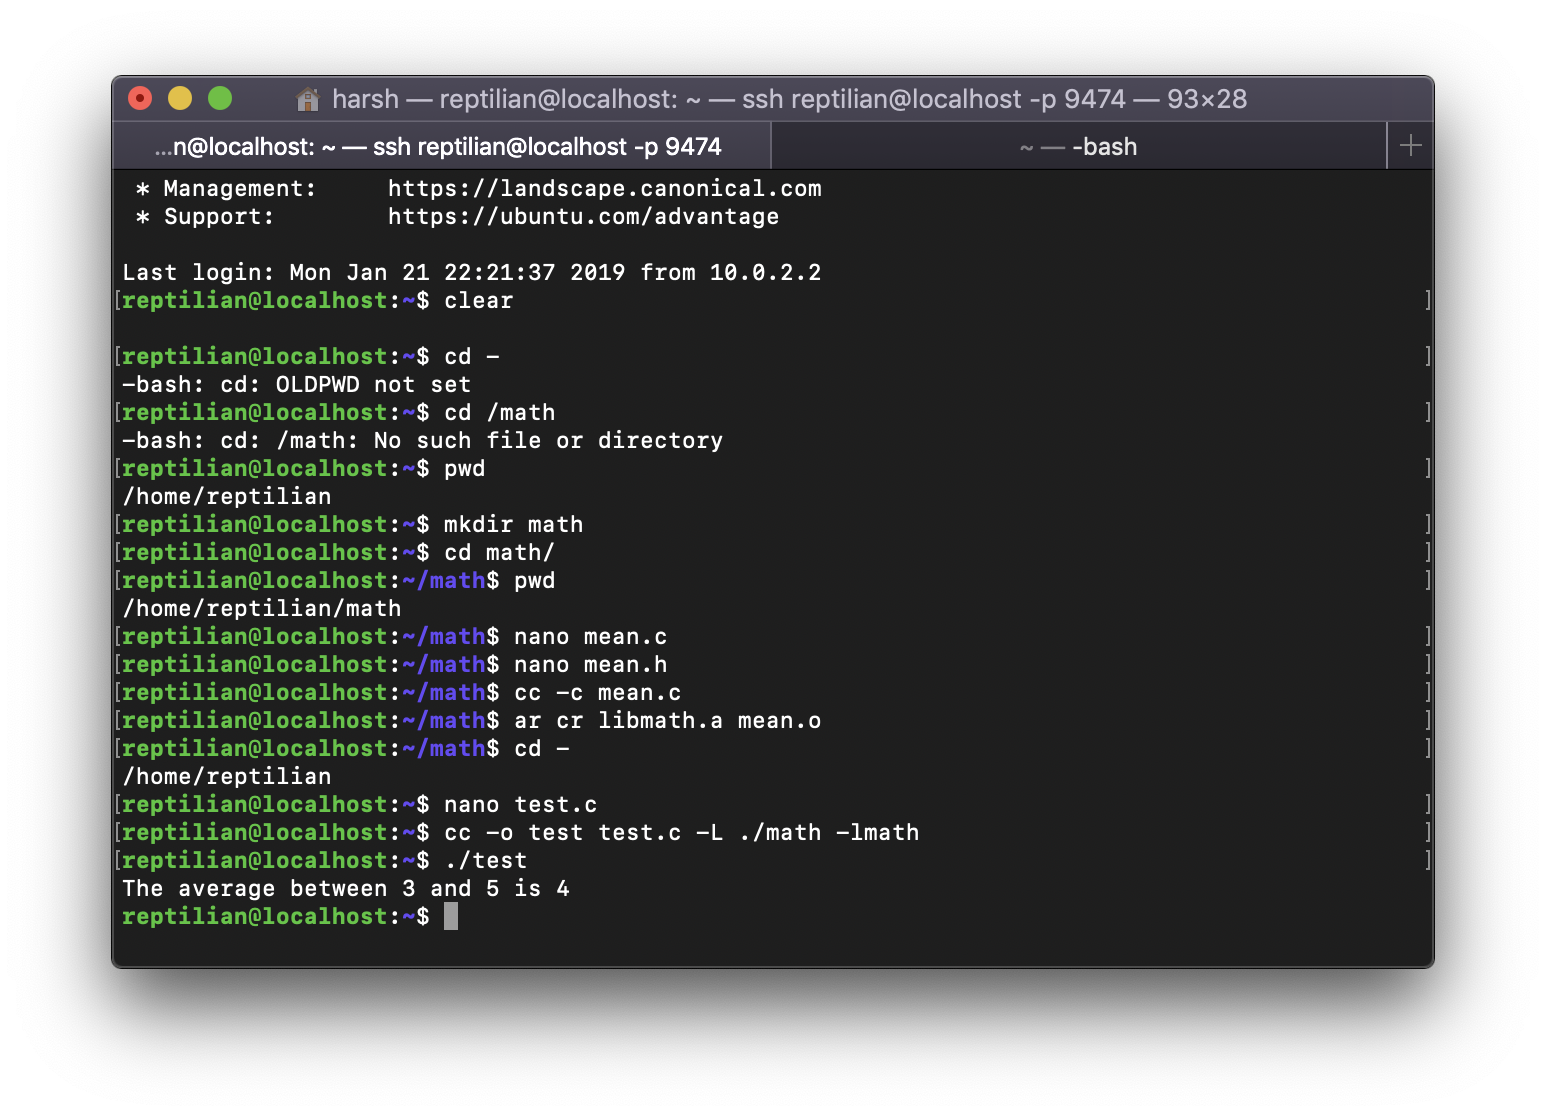 harsh — reptilian@localhost: ~ — ssh reptilian@localhost -p 9474 — 93×28
...n@localhost: ~ — ssh reptilian@localhost -p 9474
~ — -bash
+
* Management:     https://landscape.canonical.com
* Support:        https://ubuntu.com/advantage
Last login: Mon Jan 21 22:21:37 2019 from 10.0.2.2
[reptilian@localhost:~$ clear ]
[reptilian@localhost:~$ cd - ]
-bash: cd: OLDPWD not set
[reptilian@localhost:~$ cd /math ]
-bash: cd: /math: No such file or directory
[reptilian@localhost:~$ pwd ]
/home/reptilian
[reptilian@localhost:~$ mkdir math ]
[reptilian@localhost:~$ cd math/ ]
[reptilian@localhost:~/math$ pwd ]
/home/reptilian/math
[reptilian@localhost:~/math$ nano mean.c ]
[reptilian@localhost:~/math$ nano mean.h ]
[reptilian@localhost:~/math$ cc -c mean.c ]
[reptilian@localhost:~/math$ ar cr libmath.a mean.o ]
[reptilian@localhost:~/math$ cd - ]
/home/reptilian
[reptilian@localhost:~$ nano test.c ]
[reptilian@localhost:~$ cc -o test test.c -L ./math -lmath ]
[reptilian@localhost:~$ ./test ]
The average between 3 and 5 is 4
reptilian@localhost:~$